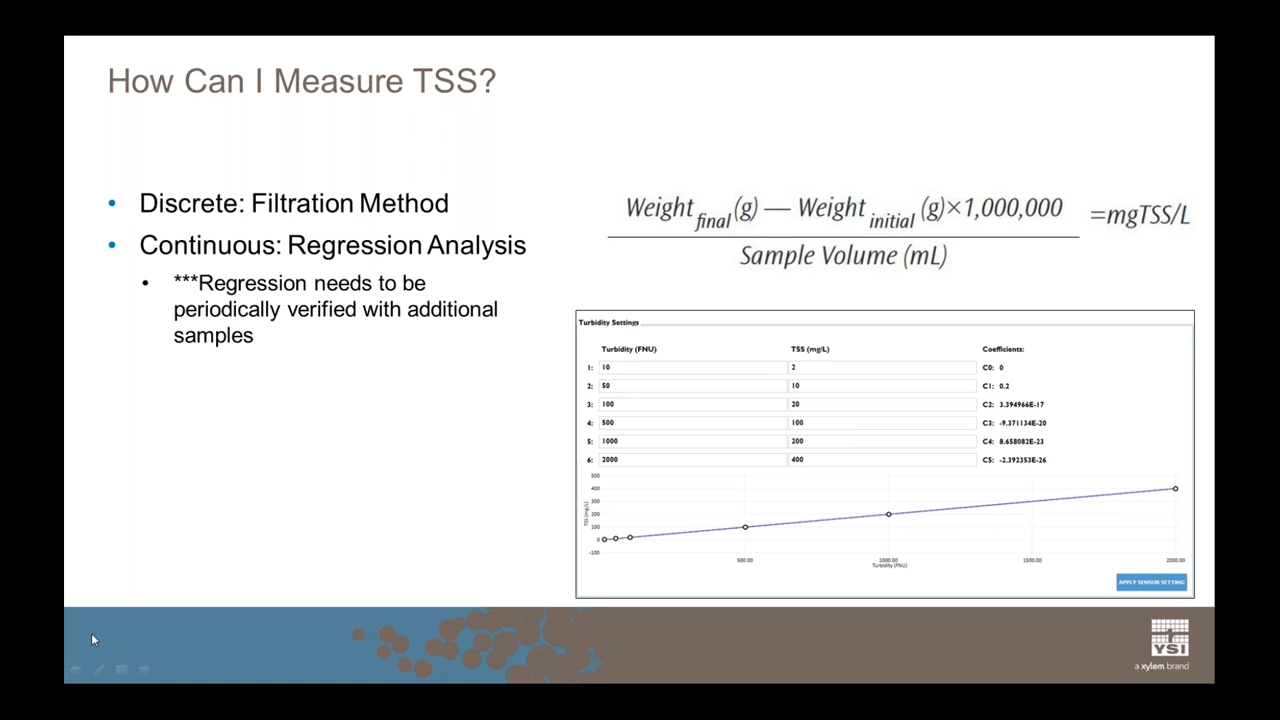 How Can I Measure TSS?
• Discrete: Filtration Method
• Continuous: Regression Analysis
• ***Regression needs to be
periodically verified with additional
samples
Weight final (g) — Weight initial (g)×1,000,000
Sample Volume (mL)
=mgTSS/L
Turbidity Settings
Turbidity (FNU) TSS (mg/L) Coefficients:
1: 10 2 C0: 0
2: 50 10 C1: 0.2
3: 100 20 C2: 3.394966E-17
4: 500 100 C3: -9.371134E-20
5: 1000 200 C4: 8.658082E-23
6: 2000 400 C5: -2.392353E-26
500
400
300
200
100
0
-100
TSS (mg/L)
500.00 1000.00 1500.00 2000.00
Turbidity (FNU)
APPLY SENSOR SETTING
YSI
a xylem brand